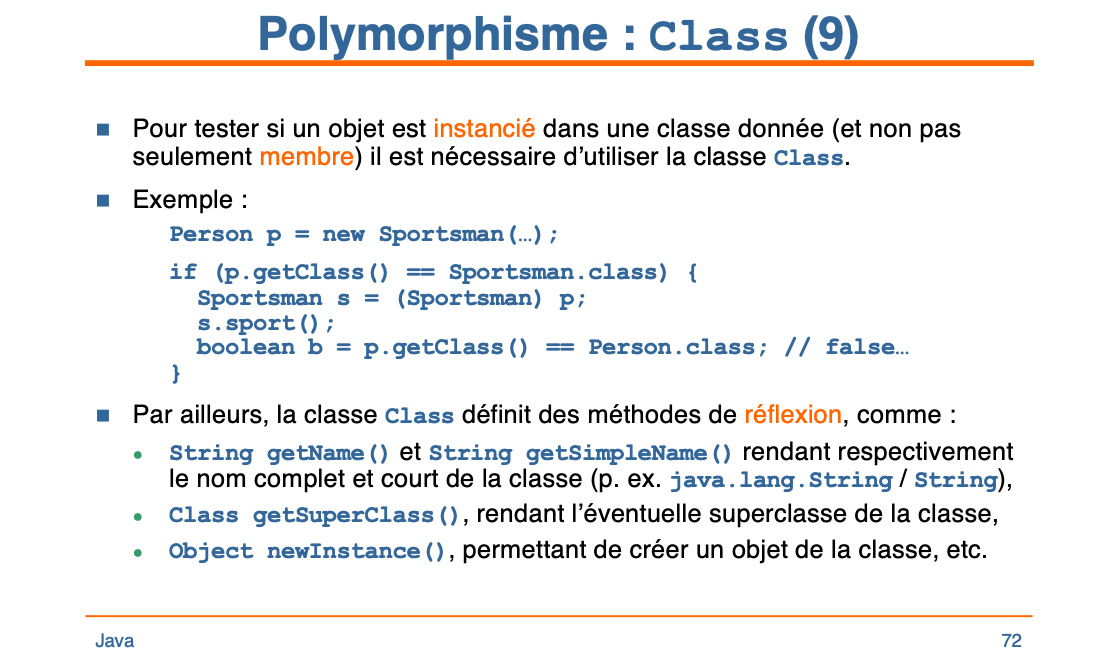 Polymorphisme : Class (9)
Pour tester si un objet est instancié dans une classe donnée (et non pas
seulement membre) il est nécessaire d’utiliser la classe Class.
Exemple :
Person p = new Sportsman(…);
if (p.getClass() == Sportsman.class) {
Sportsman s = (Sportsman) p;
s.sport();
boolean b = p.getClass() == Person.class; // false…
}
Par ailleurs, la classe Class définit des méthodes de réflexion, comme :
String getName() et String getSimpleName() rendant respectivement
le nom complet et court de la classe (p. ex. java.lang.String / String),
Class getSuperClass(), rendant l’éventuelle superclasse de la classe,
Object newInstance(), permettant de créer un objet de la classe, etc.
Java
72